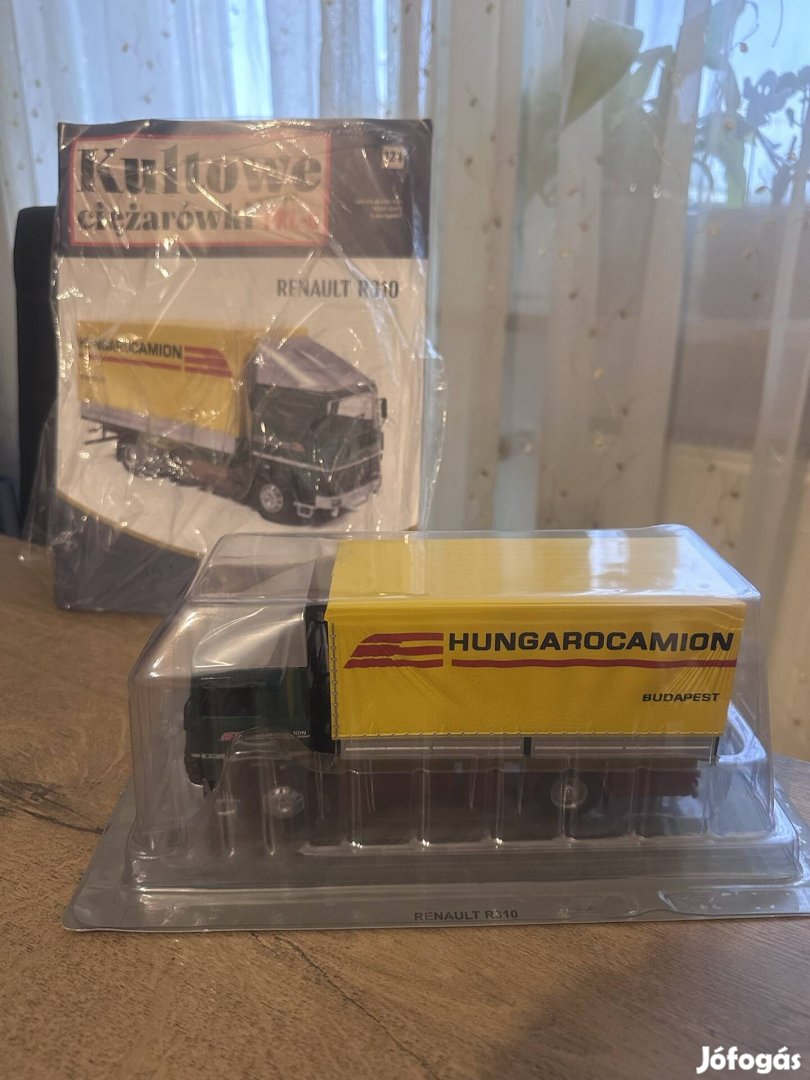 Kultowe
ciężarówki
RENAULT R310
HUNGAROCAMION
HUNGAROCAMION
BUDAPEST
RENAULT R310
Jófogás